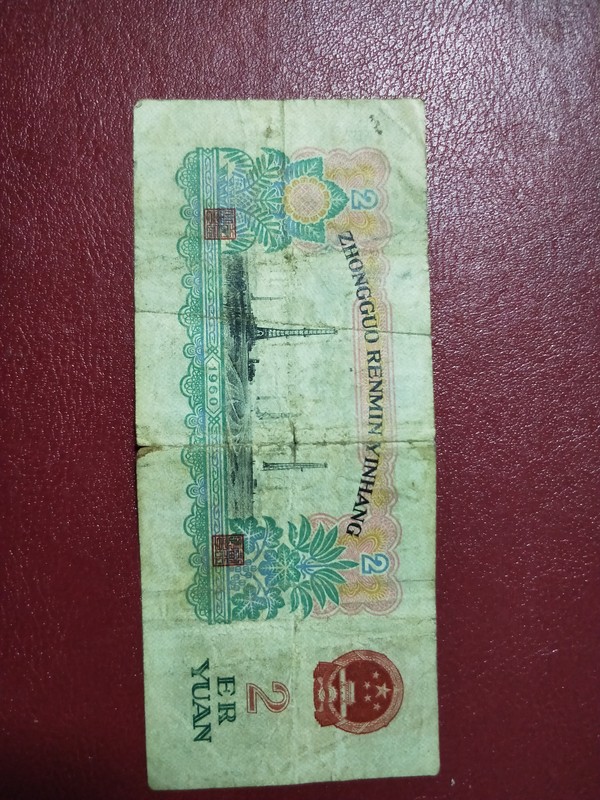 ZHONGGUO RENMIN YINHANG
2
2
1960
2
ER
YUAN